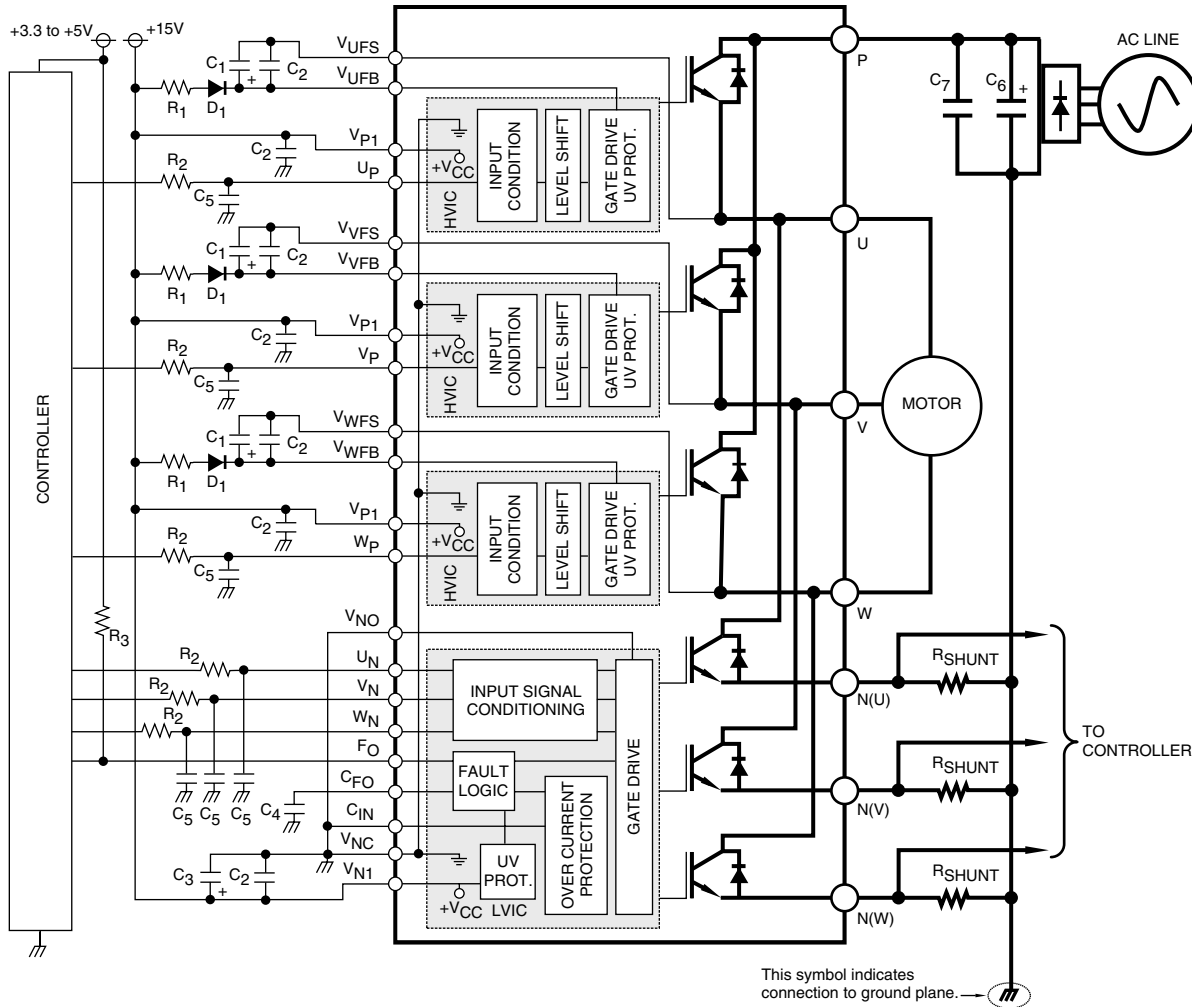 +3.3 to +5V
+15V
CONTROLLER
C1
+
C2
R1
D1
VUFS
VUFB
C2
VP1
R2
C5
UP
+VCC
HVIC
INPUT CONDITION
LEVEL SHIFT
GATE DRIVE
UV PROT.
P
C7
C6
+
AC LINE
U
C1
+
C2
R1
D1
VVFS
VVFB
C2
VP1
R2
C5
VP
+VCC
HVIC
INPUT CONDITION
LEVEL SHIFT
GATE DRIVE
UV PROT.
V
MOTOR
C1
+
C2
R1
D1
VWFS
VWFB
C2
VP1
R2
C5
WP
+VCC
HVIC
INPUT CONDITION
LEVEL SHIFT
GATE DRIVE
UV PROT.
W
R3
VNO
R2
UN
R2
VN
R2
WN
FO
CFO
CIN
VNC
VN1
C5
C5
C5
C4
C3
+
C2
INPUT SIGNAL
CONDITIONING
FAULT
LOGIC
UV
PROT.
+VCC
LVIC
OVER CURRENT
PROTECTION
GATE DRIVE
RSHUNT
N(U)
RSHUNT
N(V)
RSHUNT
N(W)
TO
CONTROLLER
This symbol indicates
connection to ground plane.